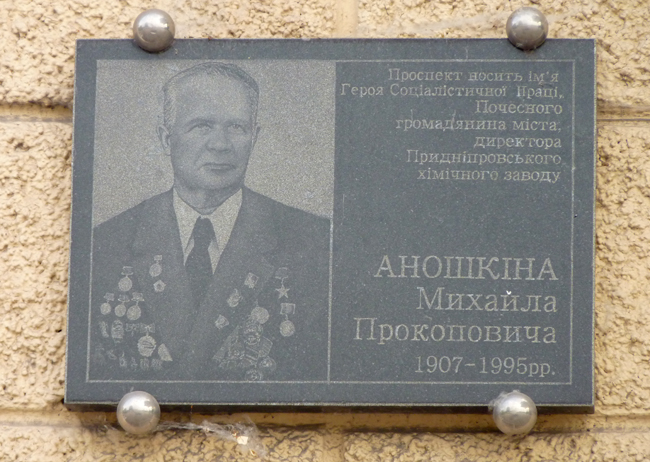 Проспект носить ім'я
Героя Соціалістичної Праці,
Почесного
громадянина міста,
директора
Придніпровського
хімічного заводу
АНОШКІНА
Михайла
Прокоповича
1907-1995рр.